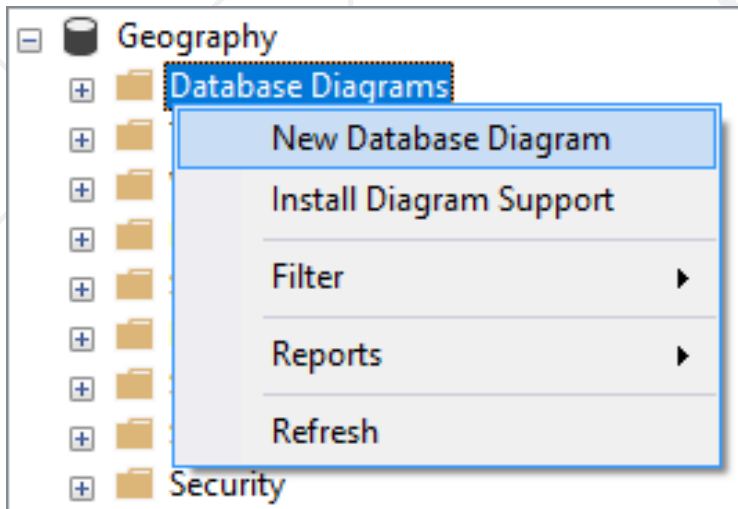 Geography
Database Diagrams
New Database Diagram
Install Diagram Support
Filter
Reports
Refresh
Security